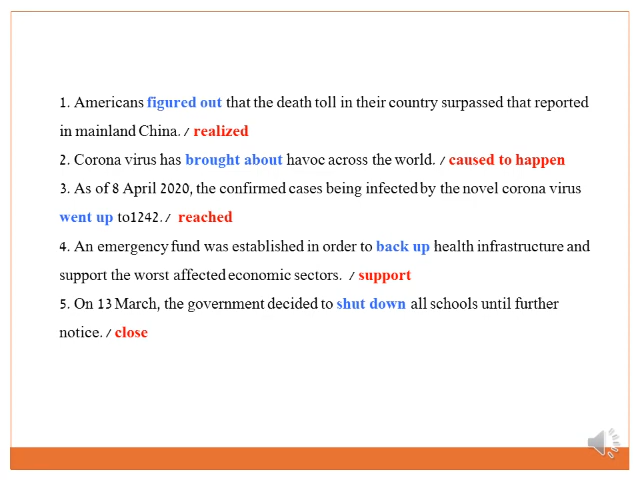 1. Americans figured out that the death toll in their country surpassed that reported
in mainland China. / realized
2. Corona virus has brought about havoc across the world. / caused to happen
3. As of 8 April 2020, the confirmed cases being infected by the novel corona virus
went up to1242. / reached
4. An emergency fund was established in order to back up health infrastructure and
support the worst affected economic sectors. / support
5. On 13 March, the government decided to shut down all schools until further
notice. / close